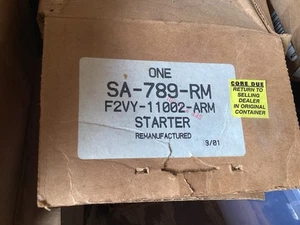 ONE
SA-789-RM
F2VY-11002-ARM
STARTER
REMANUFACTURED
9/01
CORE DUE
RETURN TO
SELLING
DEALER
IN ORIGINAL
CONTAINER